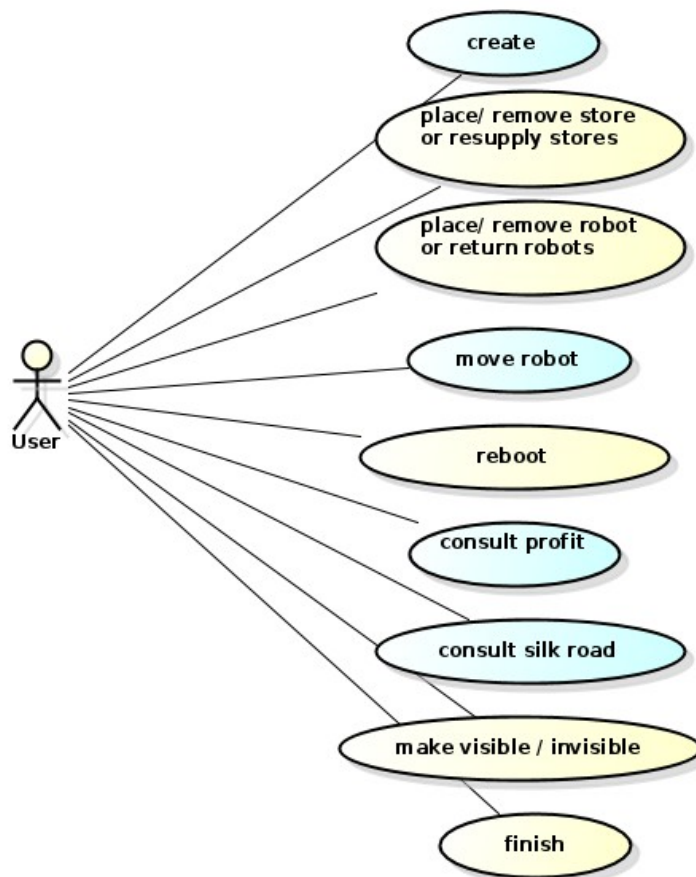 create
place/ remove store
or resupply stores
place/ remove robot
or return robots
move robot
User
reboot
consult profit
consult silk road
make visible / invisible
finish